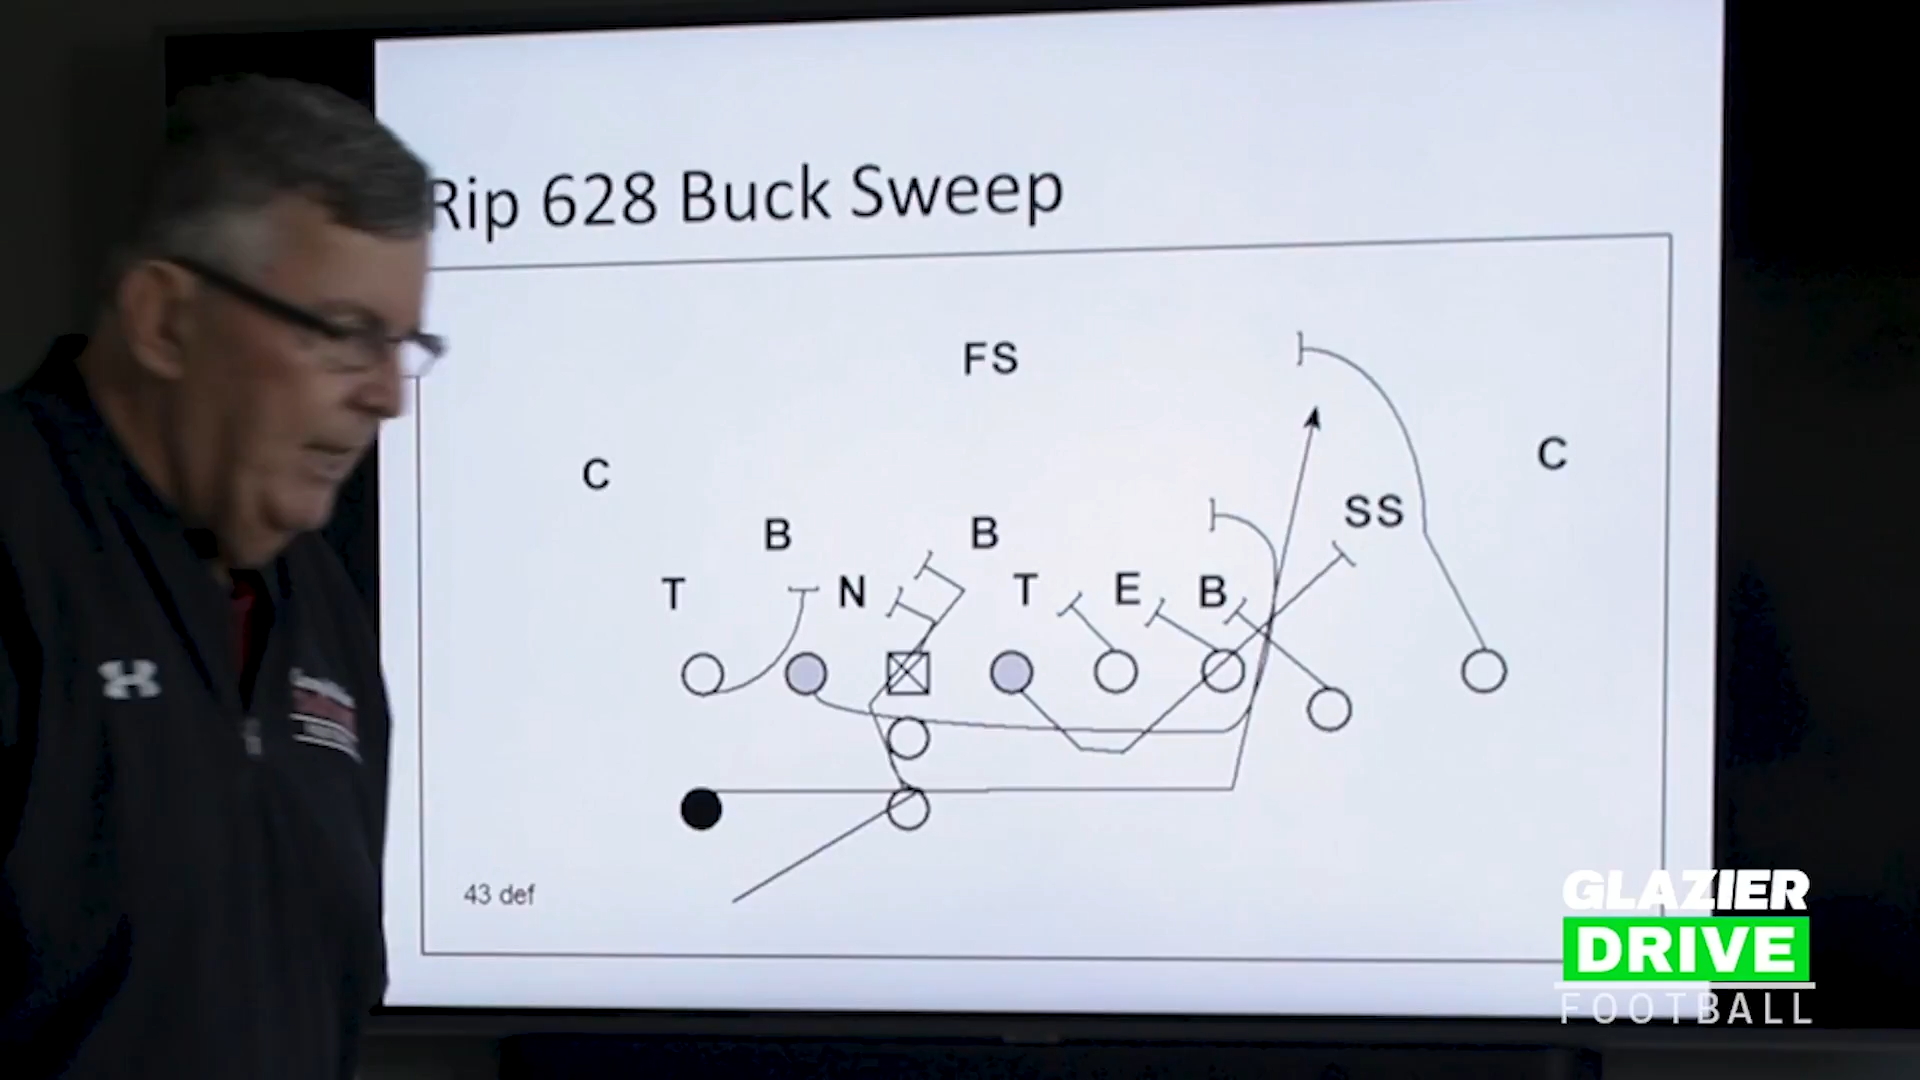 Rip 628 Buck Sweep
FS
C
C
SS
B
B
T
N
T
E
B
43 def
GLAZIER
DRIVE
FOOTBALL